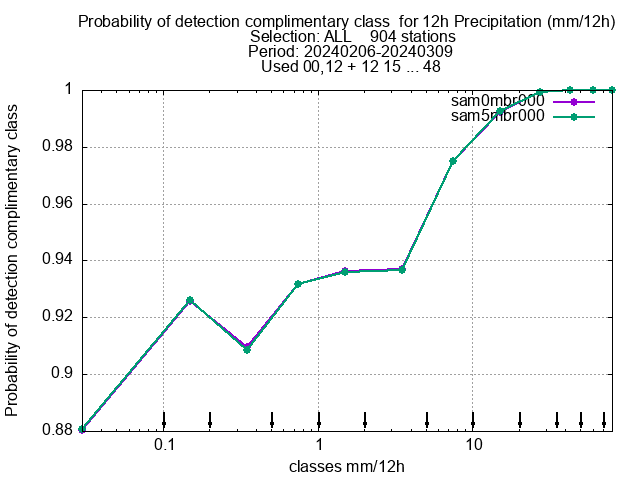 Probability of detection complimentary class  for 12h Precipitation (mm/12h)
Selection: ALL    904 stations
Period: 20240206-20240309
Used 00,12 + 12 15 ... 48
Probability of detection complimentary class
1
0.98
0.96
0.94
0.92
0.9
0.88
sam0mbr000
sam5mbr000
0.1
1
10
classes mm/12h